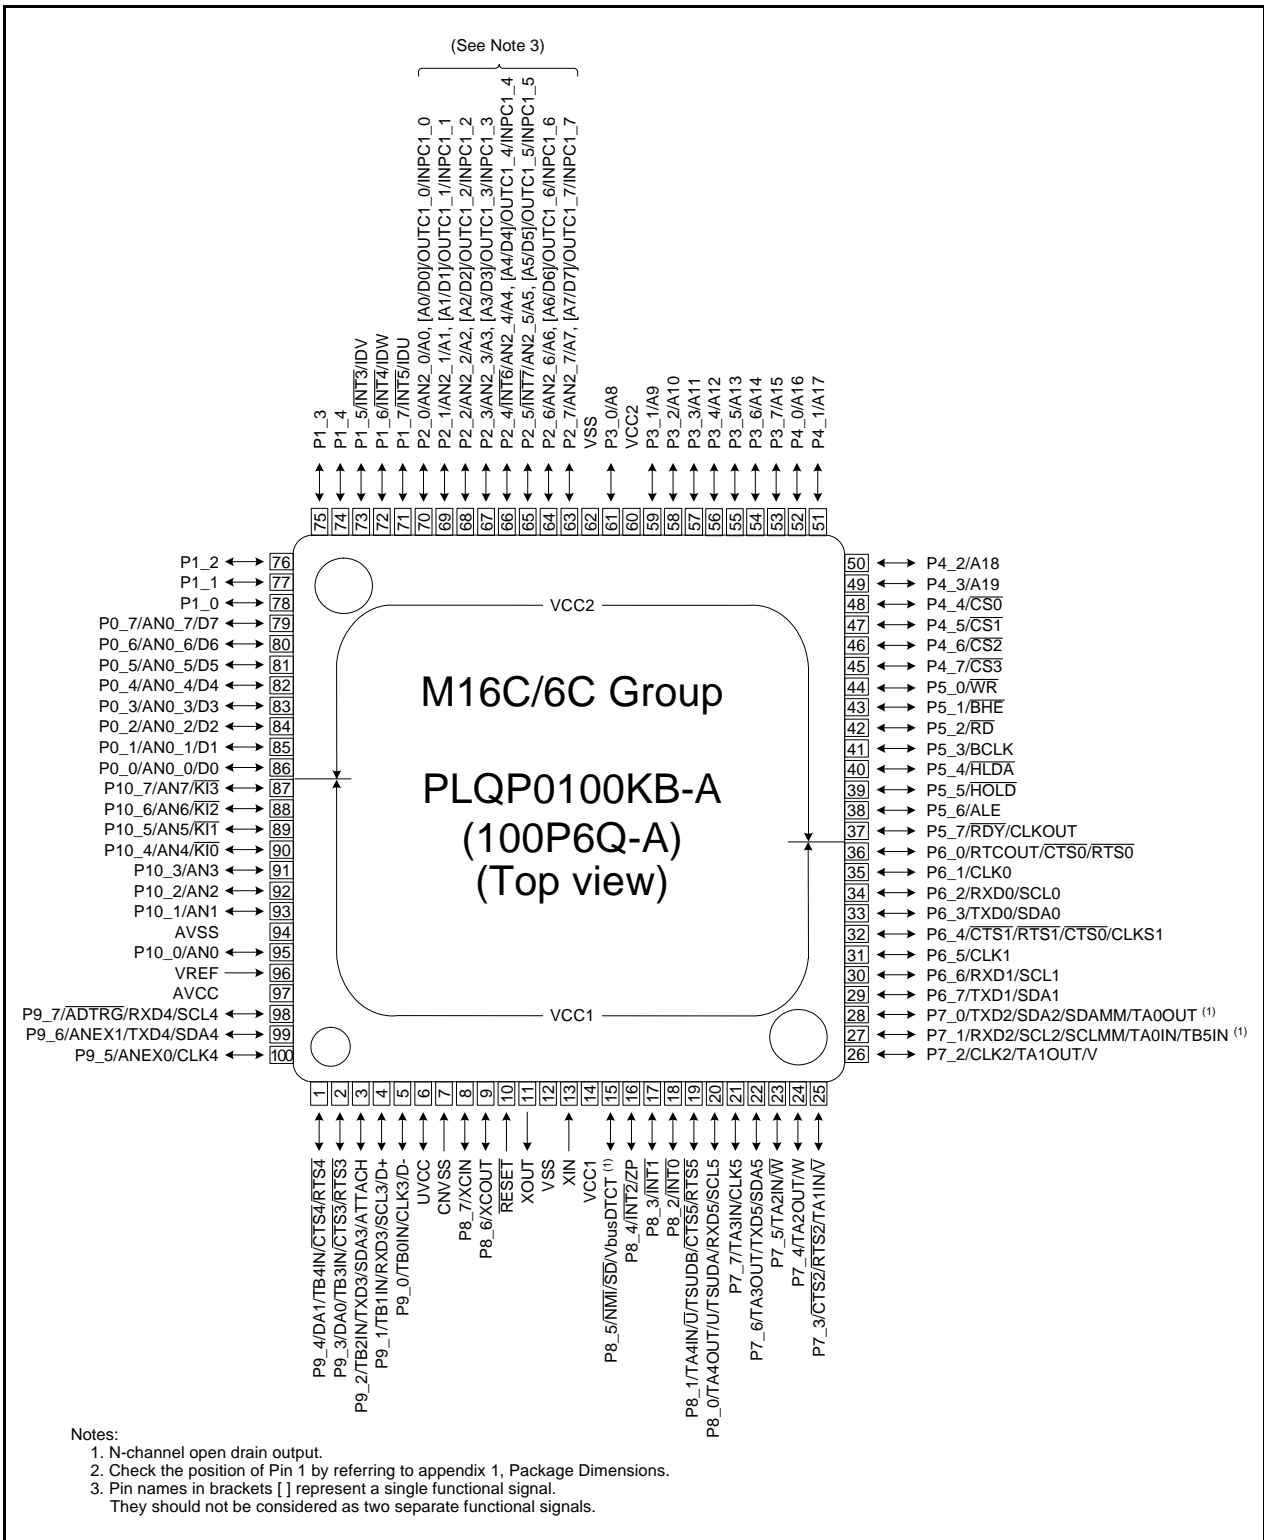 (See Note 3)
P1_3
P1_4
P1_5/INT3/IDV
P1_6/INT4/IDW
P1_7/INT5/IDU
P2_0/AN2_0/A0, [A0/D0]/OUTC1_0/INPC1_0
P2_1/AN2_1/A1, [A1/D1]/OUTC1_1/INPC1_1
P2_2/AN2_2/A2, [A2/D2]/OUTC1_2/INPC1_2
P2_3/AN2_3/A3, [A3/D3]/OUTC1_3/INPC1_3
P2_4/INT6/AN2_4/A4, [A4/D4]/OUTC1_4/INPC1_4
P2_5/INT7/AN2_5/A5, [A5/D5]/OUTC1_5/INPC1_5
P2_6/AN2_6/A6, [A6/D6]/OUTC1_6/INPC1_6
P2_7/AN2_7/A7, [A7/D7]/OUTC1_7/INPC1_7
VSS
P3_0/A8
VCC2
P3_1/A9
P3_2/A10
P3_3/A11
P3_4/A12
P3_5/A13
P3_6/A14
P3_7/A15
P4_0/A16
P4_1/A17
75 74 73 72 71 70 69 68 67 66 65 64 63 62 61 60 59 58 57 56 55 54 53 52 51
P1_2 76
P1_1 77
P1_0 78
P0_7/AN0_7/D7 79
P0_6/AN0_6/D6 80
P0_5/AN0_5/D5 81
P0_4/AN0_4/D4 82
P0_3/AN0_3/D3 83
P0_2/AN0_2/D2 84
P0_1/AN0_1/D1 85
P0_0/AN0_0/D0 86
P10_7/AN7/KI3 87
P10_6/AN6/KI2 88
P10_5/AN5/KI1 89
P10_4/AN4/KI0 90
P10_3/AN3 91
P10_2/AN2 92
P10_1/AN1 93
AVSS 94
P10_0/AN0 95
VREF 96
AVCC 97
P9_7/ADTRG/RXD4/SCL4 98
P9_6/ANEX1/TXD4/SDA4 99
P9_5/ANEX0/CLK4 100
VCC2
M16C/6C Group
PLQP0100KB-A
(100P6Q-A)
(Top view)
VCC1
50 P4_2/A18
49 P4_3/A19
48 P4_4/CS0
47 P4_5/CS1
46 P4_6/CS2
45 P4_7/CS3
44 P5_0/WR
43 P5_1/BHE
42 P5_2/RD
41 P5_3/BCLK
40 P5_4/HLDA
39 P5_5/HOLD
38 P5_6/ALE
37 P5_7/RDY/CLKOUT
36 P6_0/RTCOUT/CTS0/RTS0
35 P6_1/CLK0
34 P6_2/RXD0/SCL0
33 P6_3/TXD0/SDA0
32 P6_4/CTS1/RTS1/CTS0/CLKS1
31 P6_5/CLK1
30 P6_6/RXD1/SCL1
29 P6_7/TXD1/SDA1
28 P7_0/TXD2/SDA2/SDAMM/TA0OUT (1)
27 P7_1/RXD2/SCL2/SCLMM/TA0IN/TB5IN (1)
26 P7_2/CLK2/TA1OUT/V
1 2 3 4 5 6 7 8 9 10 11 12 13 14 15 16 17 18 19 20 21 22 23 24 25
P9_4/DA1/TB4IN/CTS4/RTS4
P9_3/DA0/TB3IN/CTS3/RTS3
P9_2/TB2IN/TXD3/SDA3/ATTACH
P9_1/TB1IN/RXD3/SCL3/D+
P9_0/TB0IN/CLK3/D-
UVCC
CNVSS
P8_7/XCIN
P8_6/XCOUT
RESET
XOUT
VSS
XIN
VCC1
P8_5/NMI/SD/VbusDTCT (1)
P8_4/INT2/ZP
P8_3/INT1
P8_2/INT0
P8_1/TA4IN/U/TSUDB/CTS5/RTS5
P8_0/TA4OUT/U/TSUDA/RXD5/SCL5
P7_7/TA3IN/CLK5
P7_6/TA3OUT/TXD5/SDA5
P7_5/TA2IN/W
P7_4/TA2OUT/W
P7_3/CTS2/RTS2/TA1IN/V
Notes:
1. N-channel open drain output.
2. Check the position of Pin 1 by referring to appendix 1, Package Dimensions.
3. Pin names in brackets [ ] represent a single functional signal.
They should not be considered as two separate functional signals.